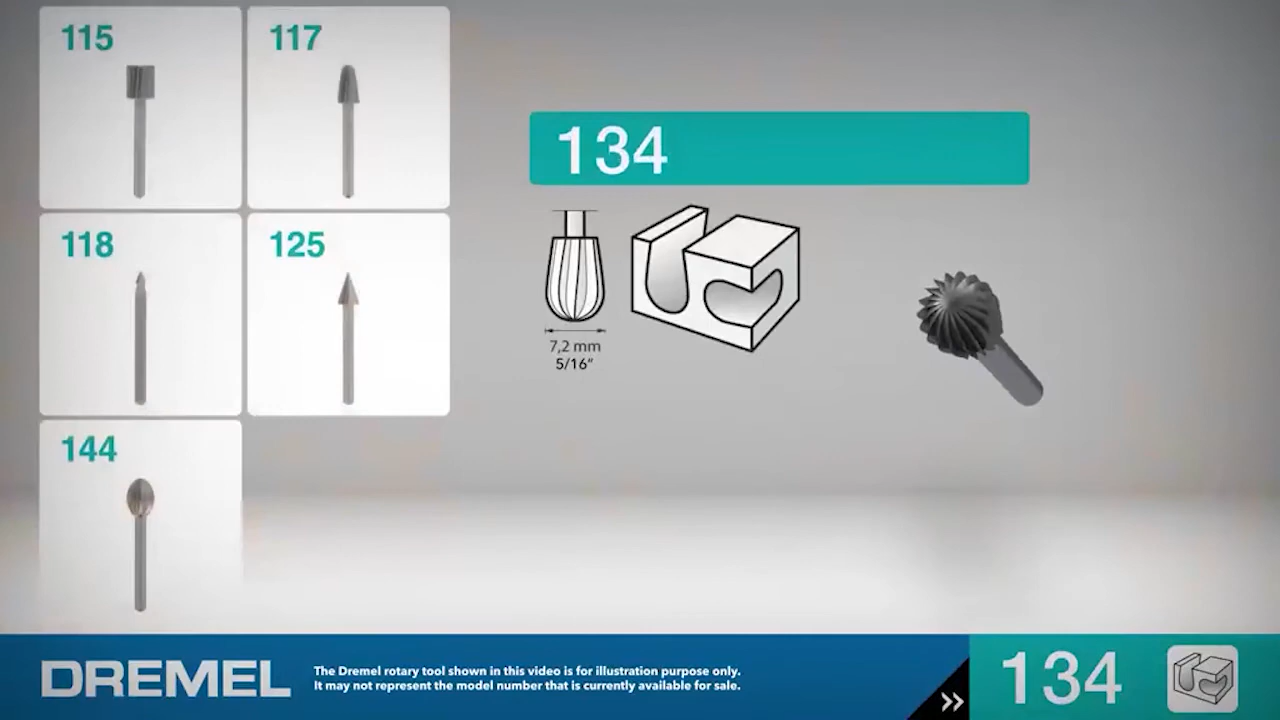 115
117
118
125
144
134
7,2 mm
5/16"
DREMEL
The Dremel rotary tool shown in this video is for illustration purpose only.
It may not represent the model number that is currently available for sale.
134